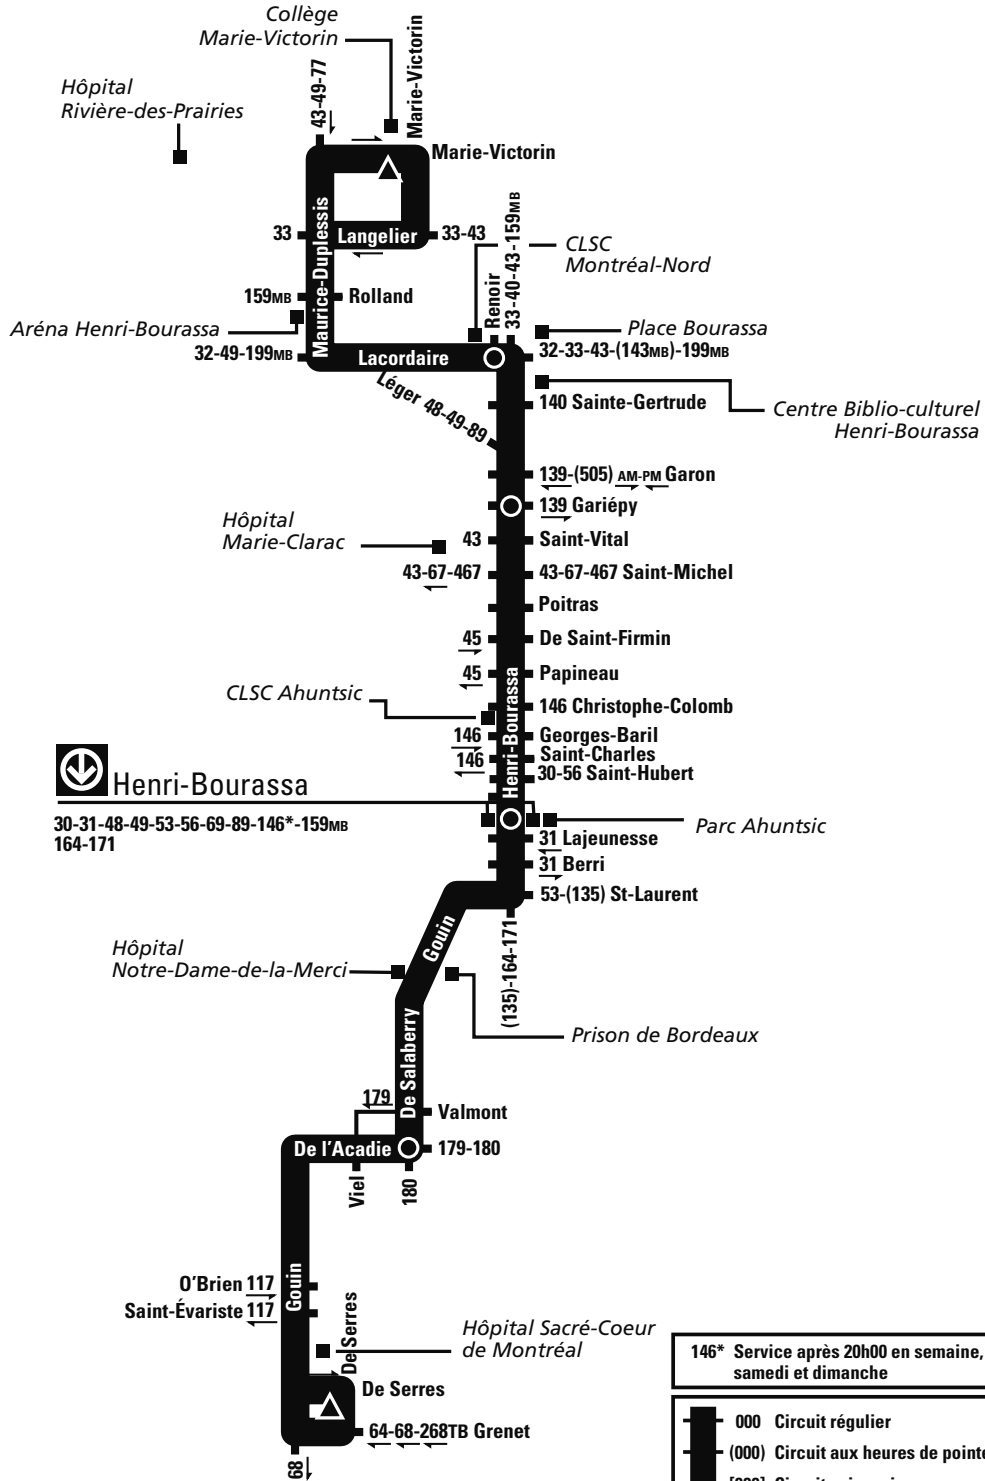 Collège
Marie-Victorin
Marie-Victorin
43-49-77
Hôpital
Rivière-des-Prairies
Marie-Victorin
Maurice-Duplessis
33
Langelier
33-43
33-40-43-159MB
Renoir
CLSC
Montréal-Nord
159MB
Rolland
Aréna Henri-Bourassa
Place Bourassa
32-49-199MB
Lacordaire
32-33-43-(143MB)-199MB
Léger 48-49-89
140 Sainte-Gertrude
Centre Biblio-culturel
Henri-Bourassa
139-(505) AM-PM Garon
139 Gariépy
Hôpital
Marie-Clarac
43
Saint-Vital
43-67-467
43-67-467 Saint-Michel
Poitras
45
De Saint-Firmin
45
Papineau
Henri-Bourassa
CLSC Ahuntsic
146 Christophe-Colomb
146
Georges-Baril
146
Saint-Charles
30-56 Saint-Hubert
Henri-Bourassa
30-31-48-49-53-56-69-89-146*-159MB
164-171
Parc Ahuntsic
31 Lajeunesse
31 Berri
53-(135) St-Laurent
Gouin
(135)-164-171
Hôpital
Notre-Dame-de-la-Merci
Prison de Bordeaux
De Salaberry
179
Valmont
De l'Acadie
179-180
Viel
180
Gouin
O'Brien 117
Saint-Évariste 117
De Serres
Hôpital Sacré-Coeur
de Montréal
De Serres
64-68-268TB Grenet
68
146* Service après 20h00 en semaine,
samedi et dimanche
000 Circuit régulier
(000) Circuit aux heures de pointe